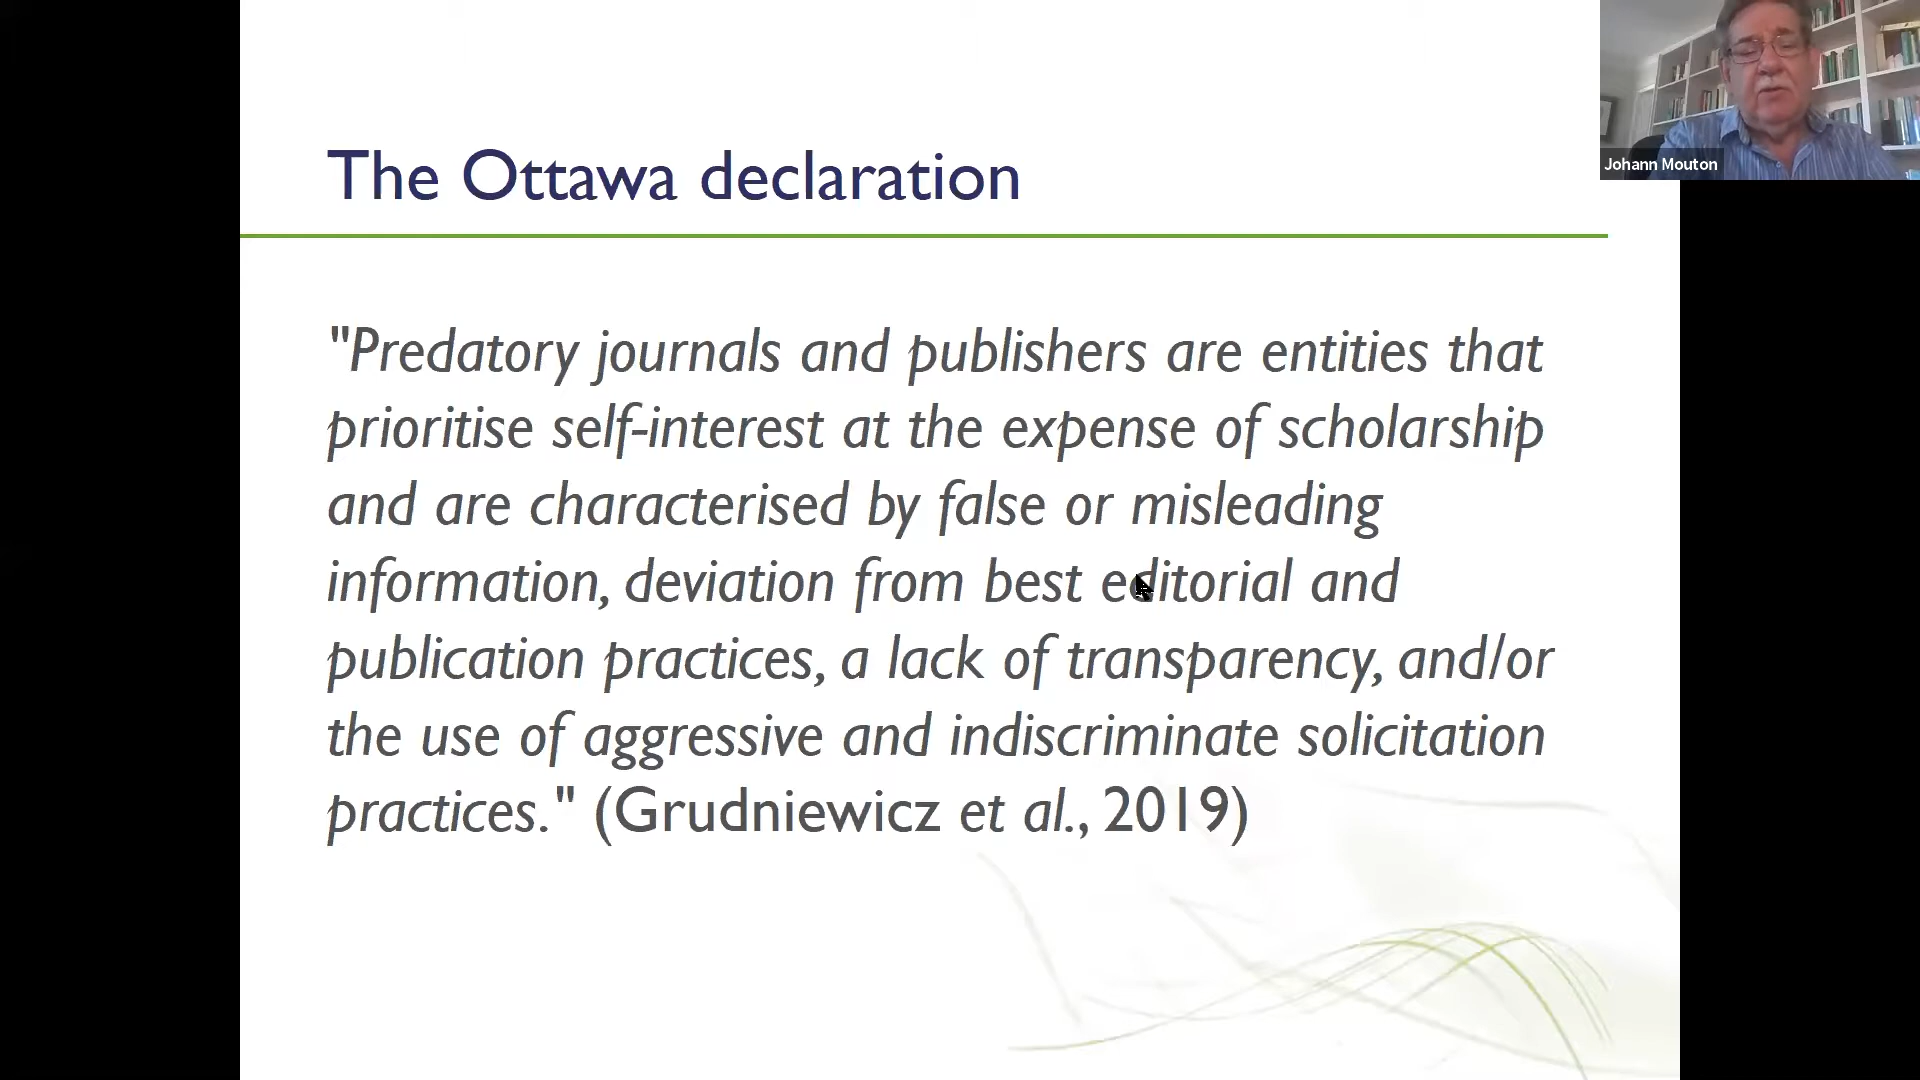 The Ottawa declaration
Johann Mouton
"Predatory journals and publishers are entities that
prioritise self-interest at the expense of scholarship
and are characterised by false or misleading
information, deviation from best editorial and
publication practices, a lack of transparency, and/or
the use of aggressive and indiscriminate solicitation
practices." (Grudniewicz et al., 2019)